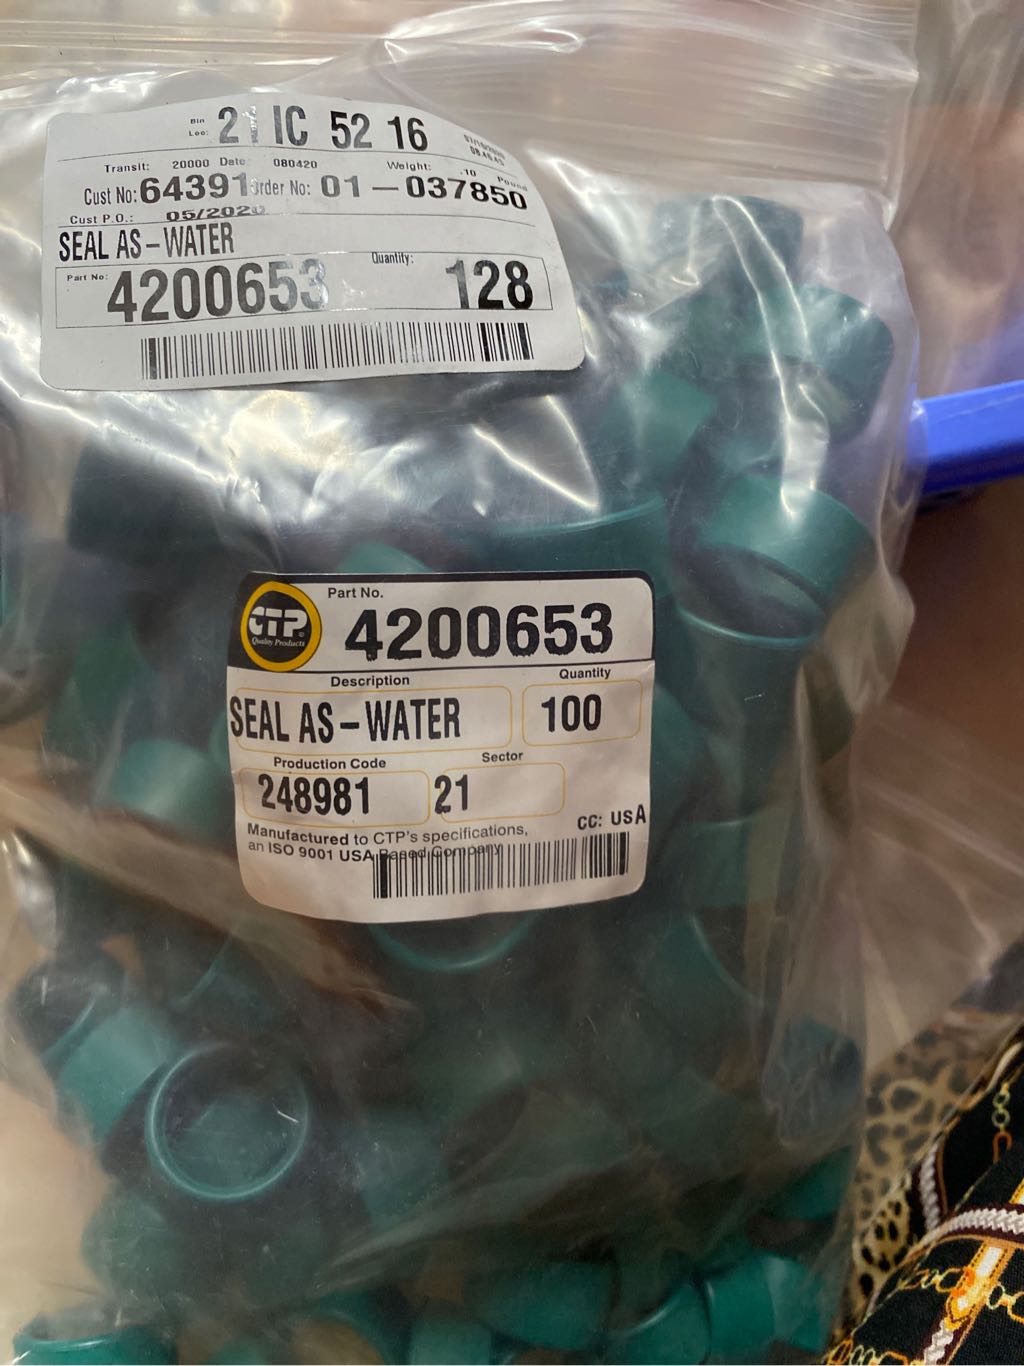 Bin
Loc: 21 IC 52 16
Transit: 20000 Date 080420 Weight: .10 Pound
Cust No: 64391 Order No: 01-037850
Cust P.O.: 05/2020
SEAL AS-WATER
Part No: 4200653 Quantity: 128
CTP
Quality Products
Part No.
4200653
Description Quantity
SEAL AS-WATER 100
Production Code Sector
248981 21
CC: USA
Manufactured to CTP's specifications,
an ISO 9001 USA Based Company